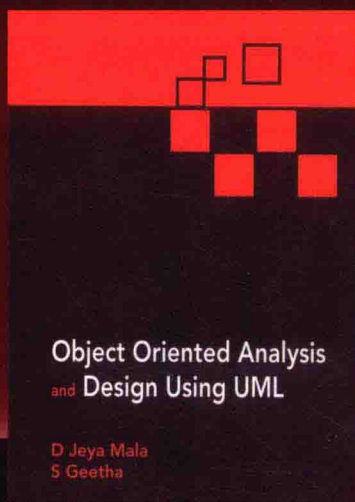 Object Oriented Analysis
and Design Using UML
D Jeya Mala
S Geetha